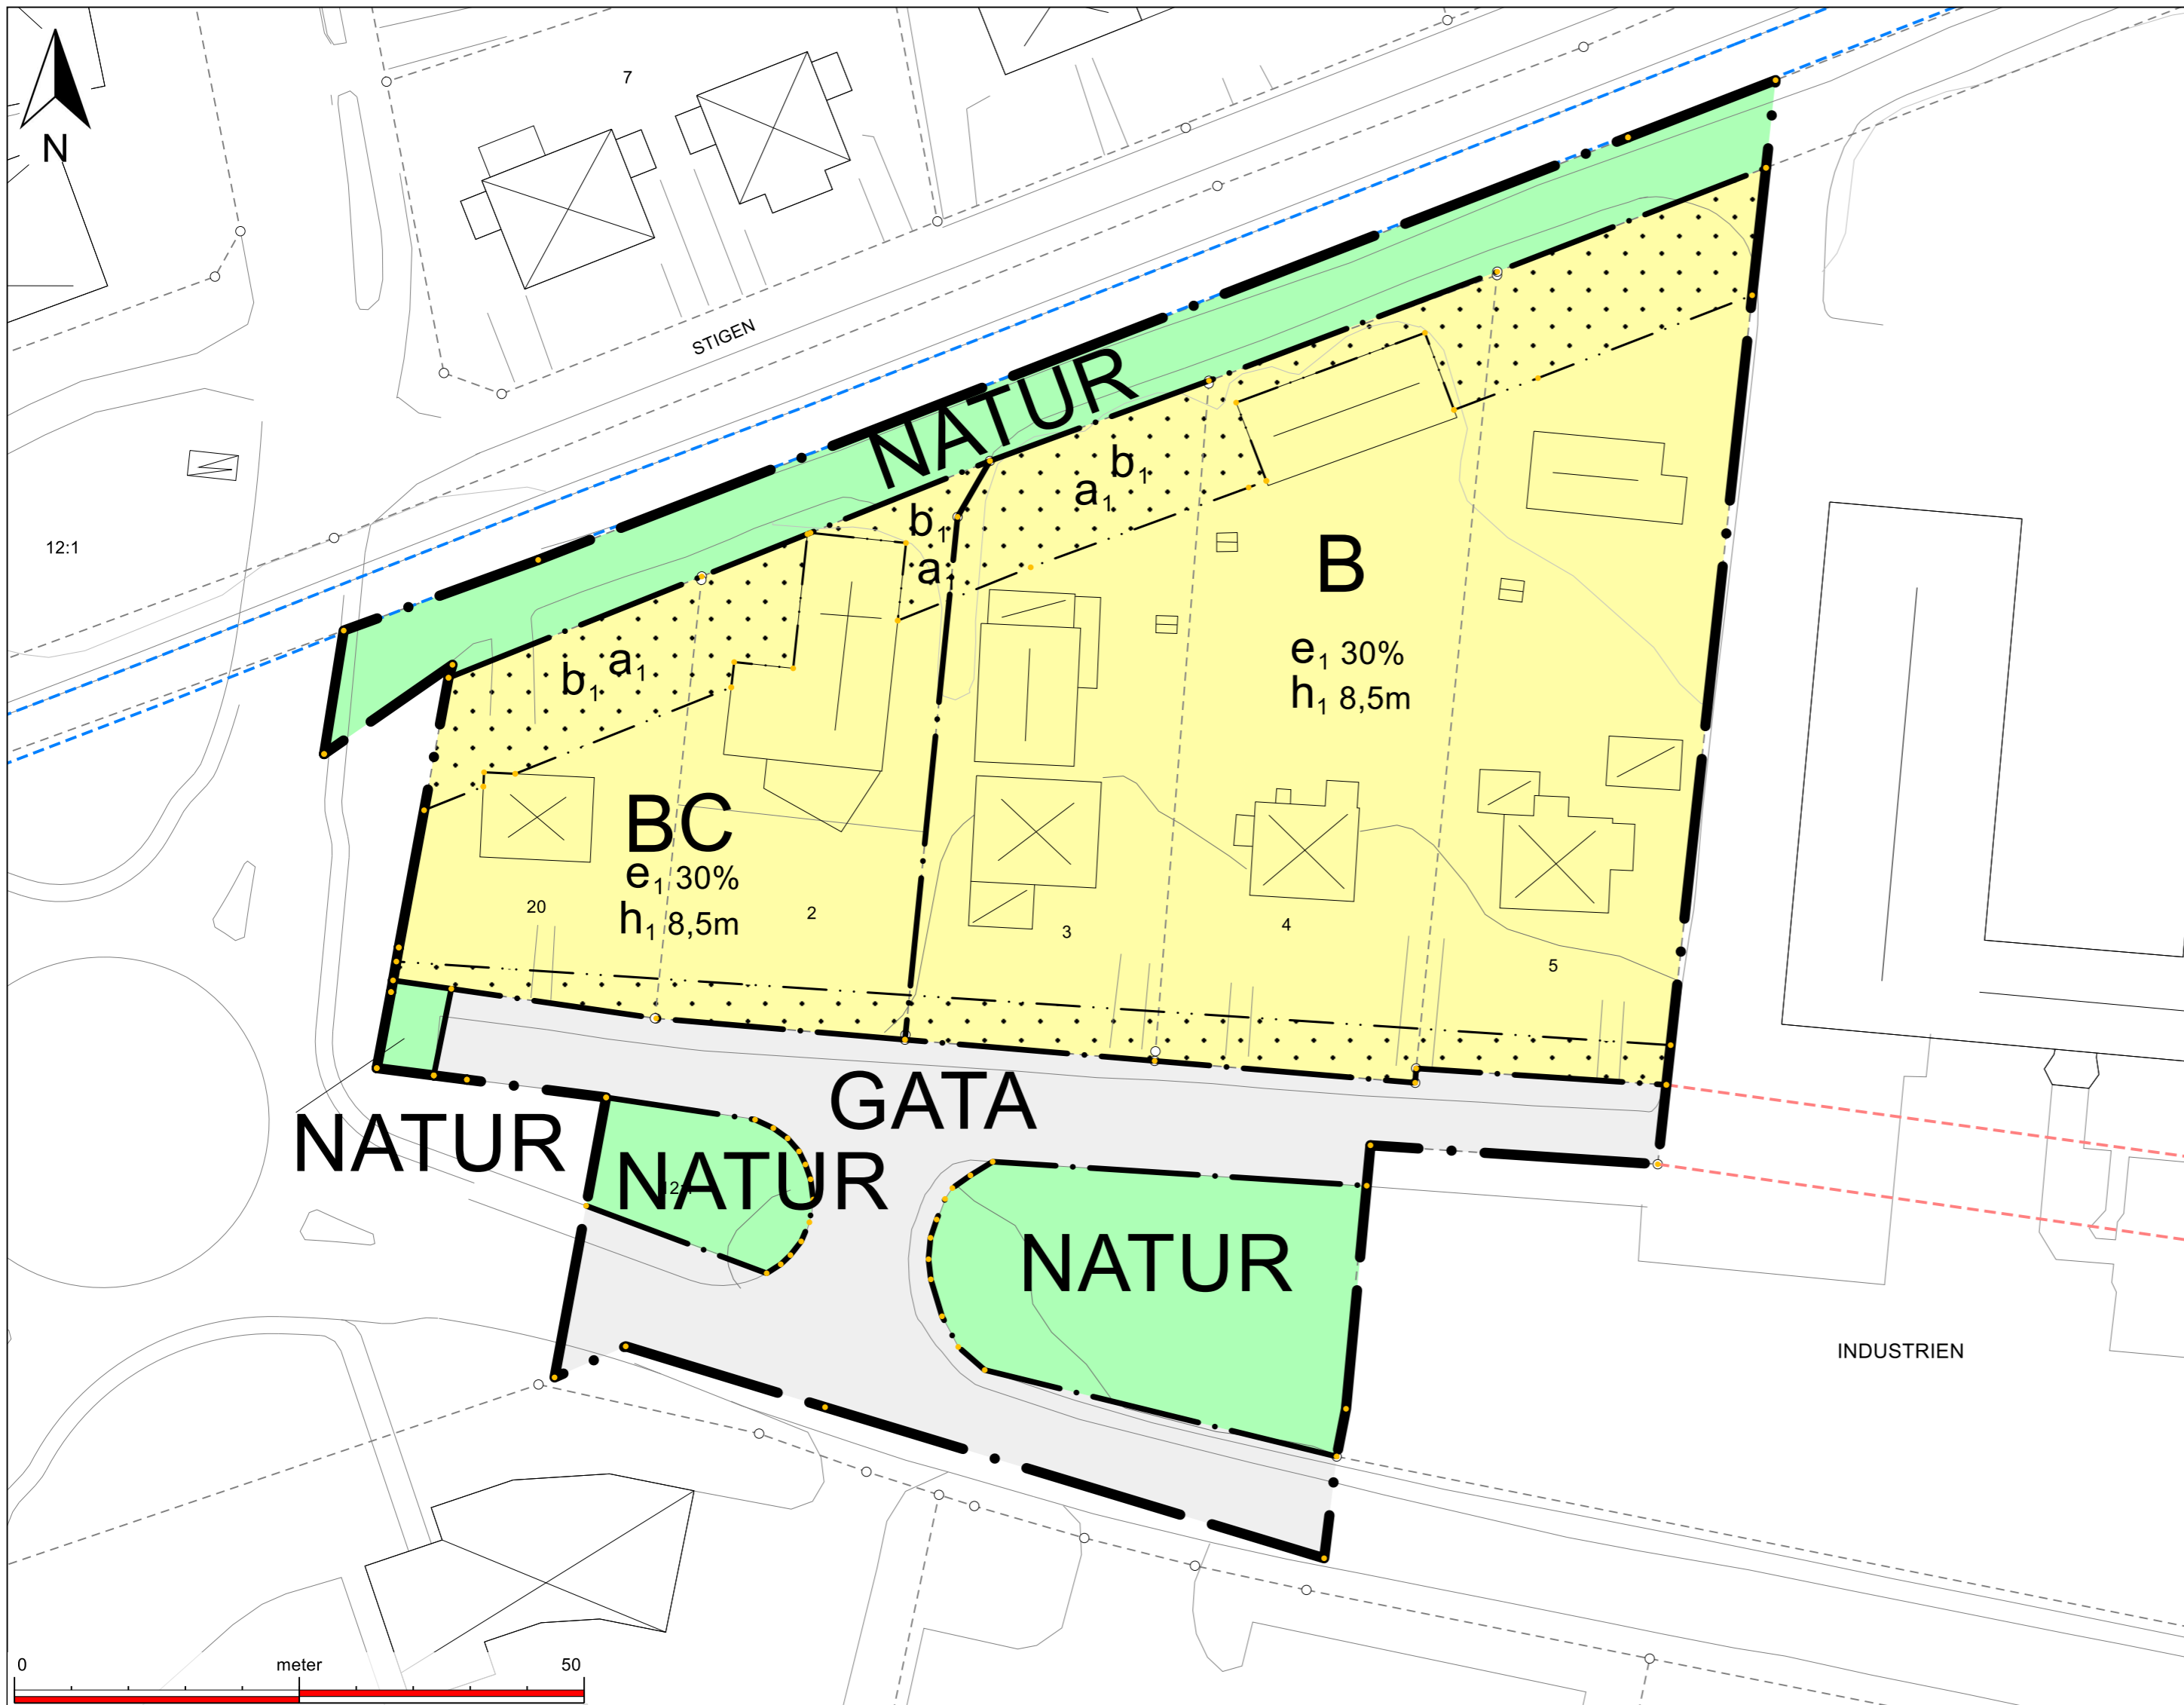 7
N
STIGEN
NATUR
12:1
b₁
a₁
b₁
a₁
b₁
a₁
B
e₁ 30%
h₁ 8,5m
BC
e₁ 30%
h₁ 8,5m
20
2
3
4
5
GATA
NATUR
NATUR
NATUR
INDUSTRIEN
0 meter 50